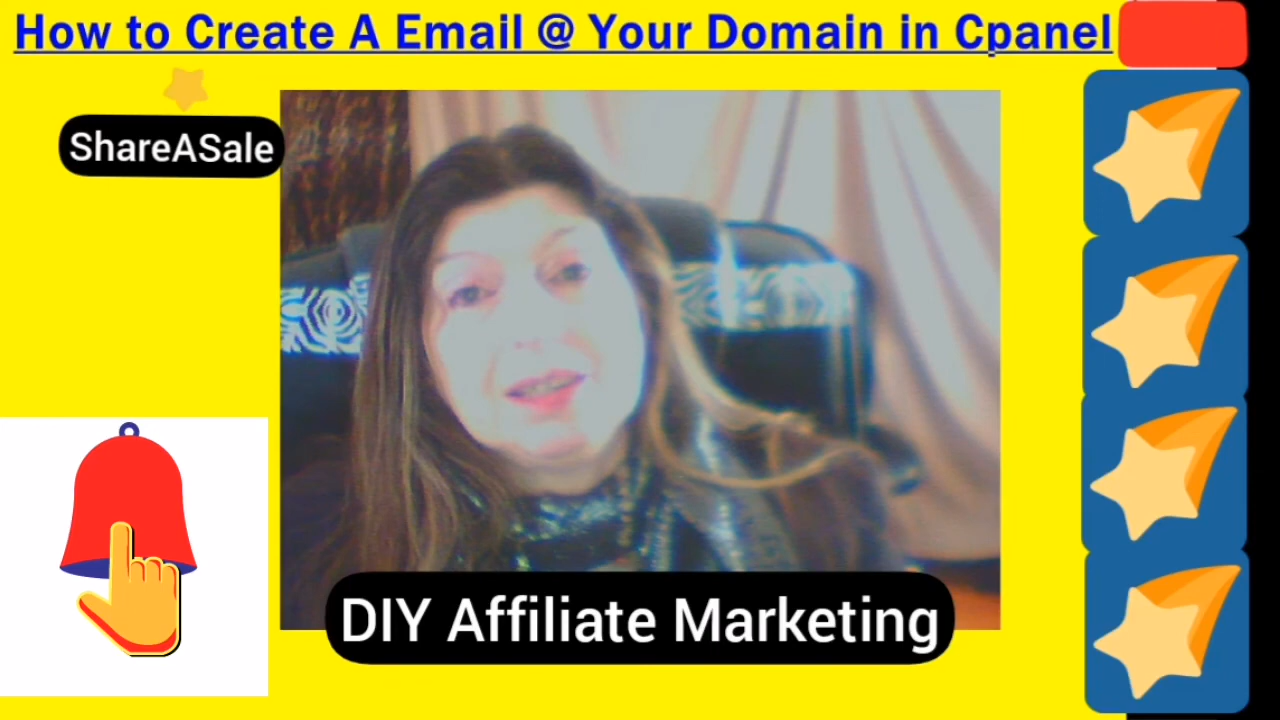 How to Create A Email @ Your Domain in Cpanel
ShareASale
DIY Affiliate Marketing